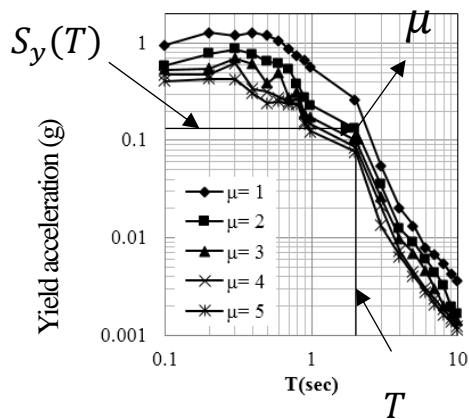 S_y(T)
μ
Yield acceleration (g)
1
0.1
0.01
0.001
μ= 1
μ= 2
μ= 3
μ= 4
μ= 5
0.1 1 10
T(sec)
T